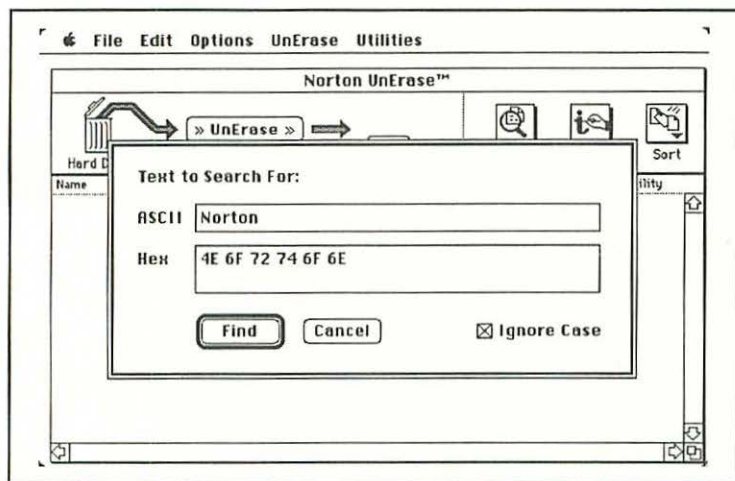 File Edit Options UnErase Utilities
Norton UnErase™
» UnErase »
Hard D
Sort
Name
ility
Text to Search For:
ASCII Norton
Hex 4E 6F 72 74 6F 6E
Find Cancel Ignore Case